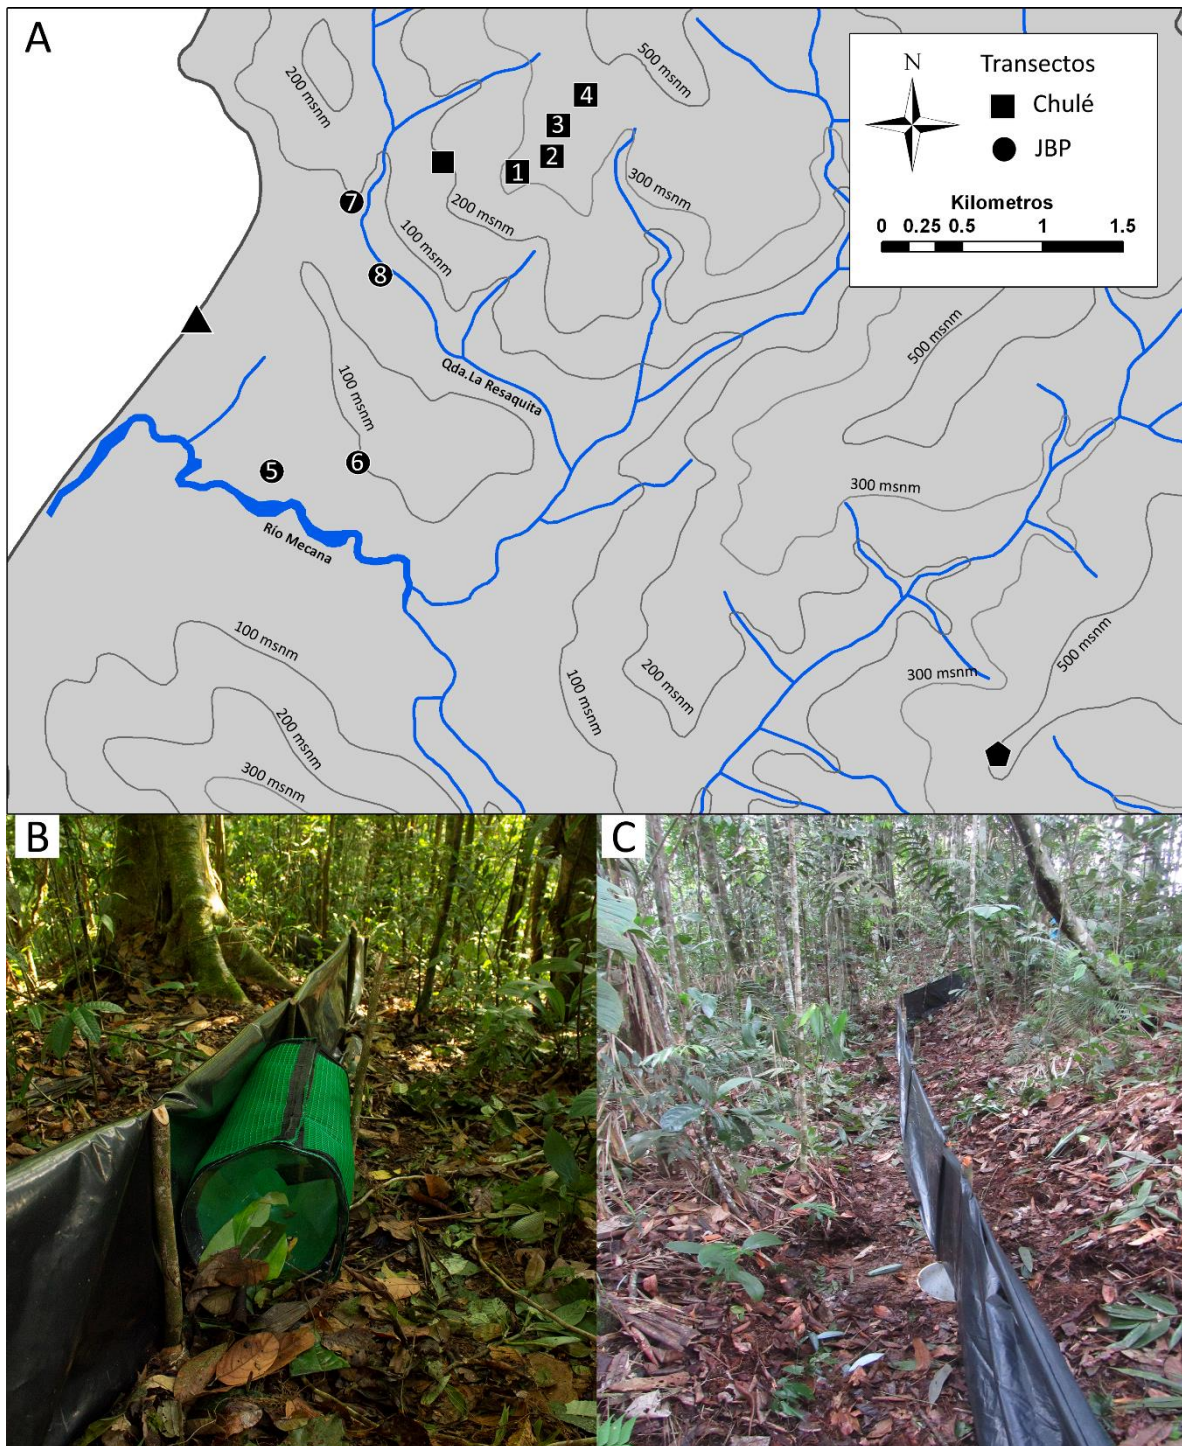 A
N
Transectos
Chulé
JBP
Kilometros
0 0.25 0.5 1 1.5
200 msnm
500 msnm
4
3
2
1
300 msnm
7
200 msnm
100 msnm
8
500 msnm
100 msnm
Qda.La Resaquita
5
6
300 msnm
Río Mecana
100 msnm
200 msnm
300 msnm
100 msnm
200 msnm
300 msnm
500 msnm
B
C